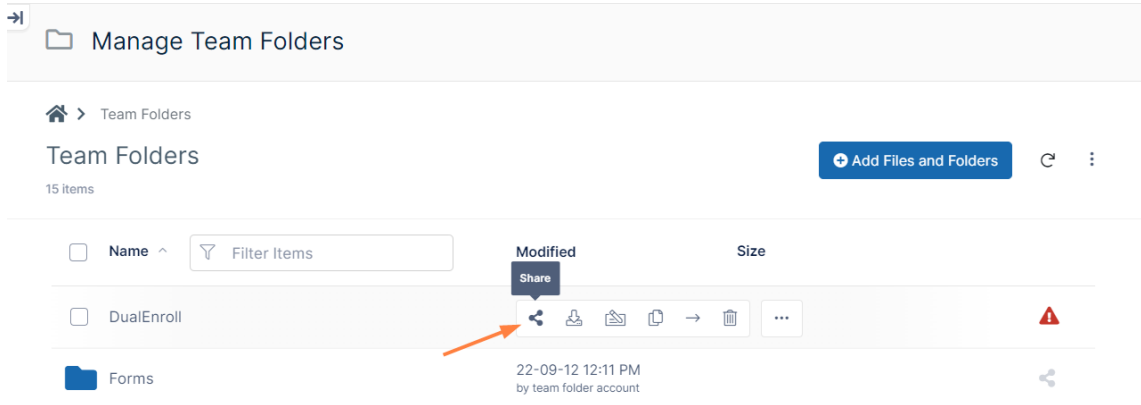 Manage Team Folders
Team Folders
Team Folders
Add Files and Folders
15 items
Name
Filter Items
Modified
Size
Share
DualEnroll
Forms
22-09-12 12:11 PM
by team folder account